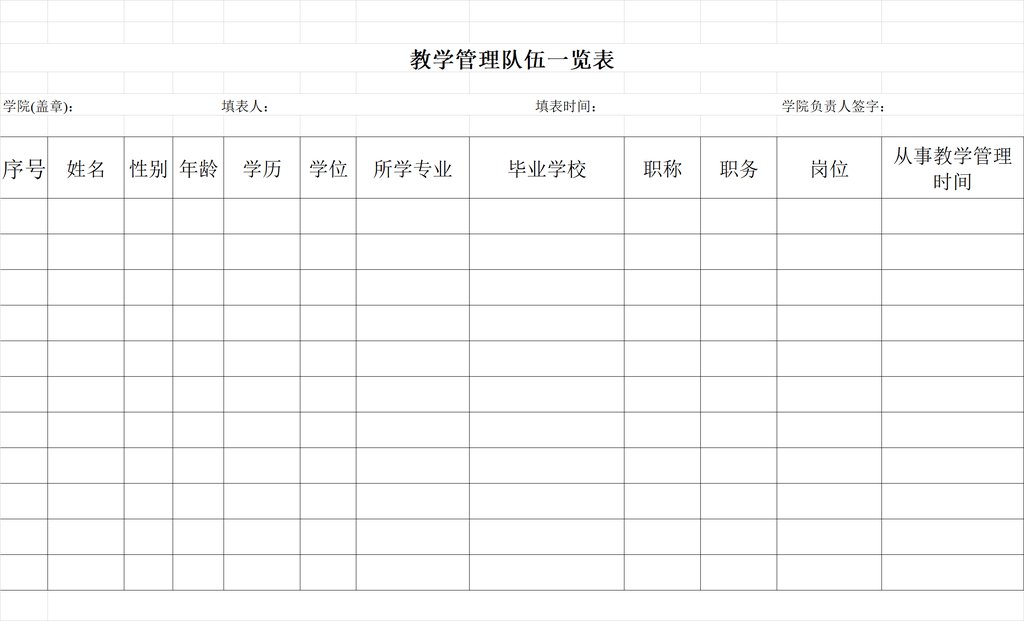 教学管理队伍一览表
学院(盖章): 填表人: 填表时间: 学院负责人签字:
序号 姓名 性别 年龄 学历 学位 所学专业 毕业学校 职称 职务 岗位 从事教学管理
时间